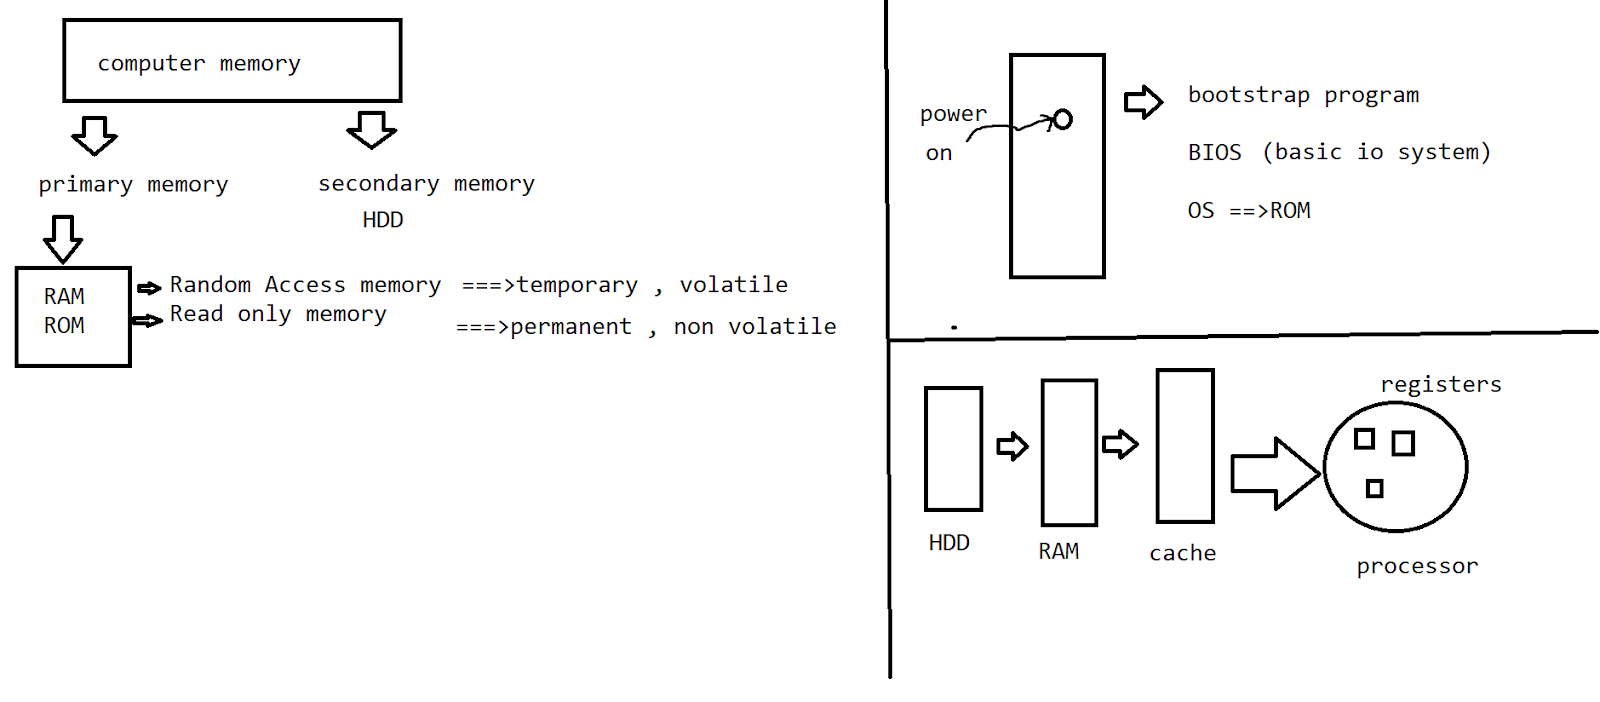 computer memory
primary memory
secondary memory
HDD
RAM
ROM
Random Access memory ===>temporary , volatile
Read only memory
===>permanent , non volatile
power
on
bootstrap program
BIOS (basic io system)
OS ==>ROM
registers
HDD
RAM
cache
processor